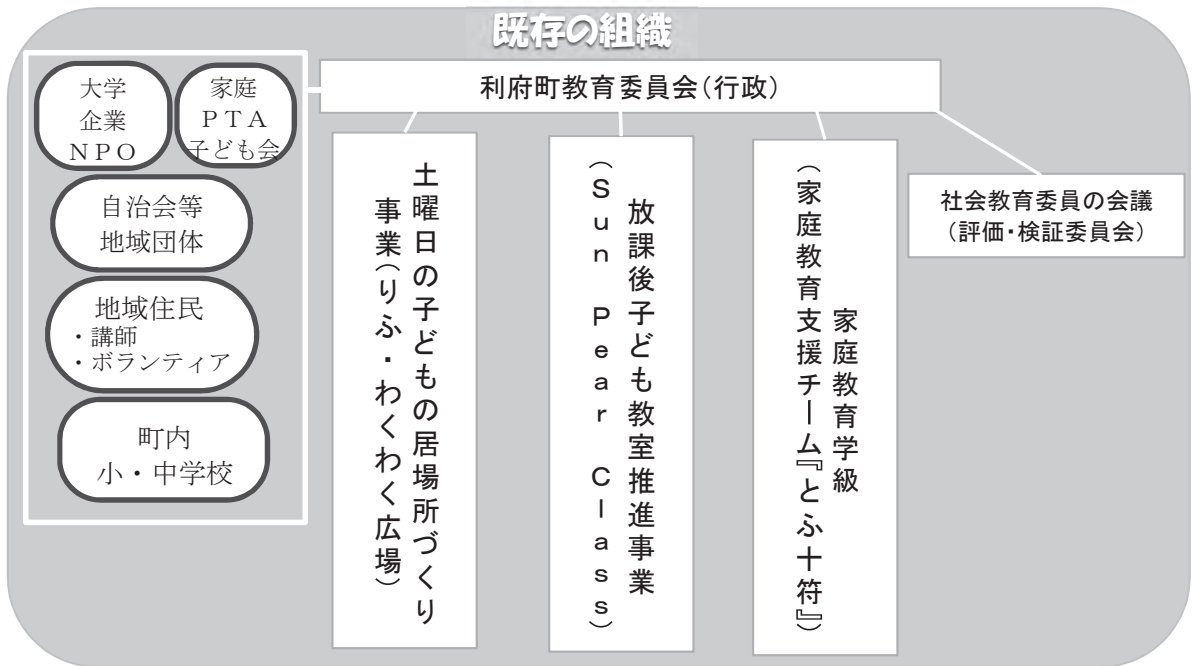 既存の組織
大学
企業
NPO
家庭
PTA
子ども会
自治会等
地域団体
地域住民
・講師
・ボランティア
町内
小・中学校
利府町教育委員会(行政)
土曜日の子どもの居場所づくり
事業(りふ・わくわく広場)
放課後子ども教室推進事業
(Sun Pear Class)
家庭教育学級
(家庭教育支援チーム『とふ十符』)
社会教育委員の会議
(評価・検証委員会)